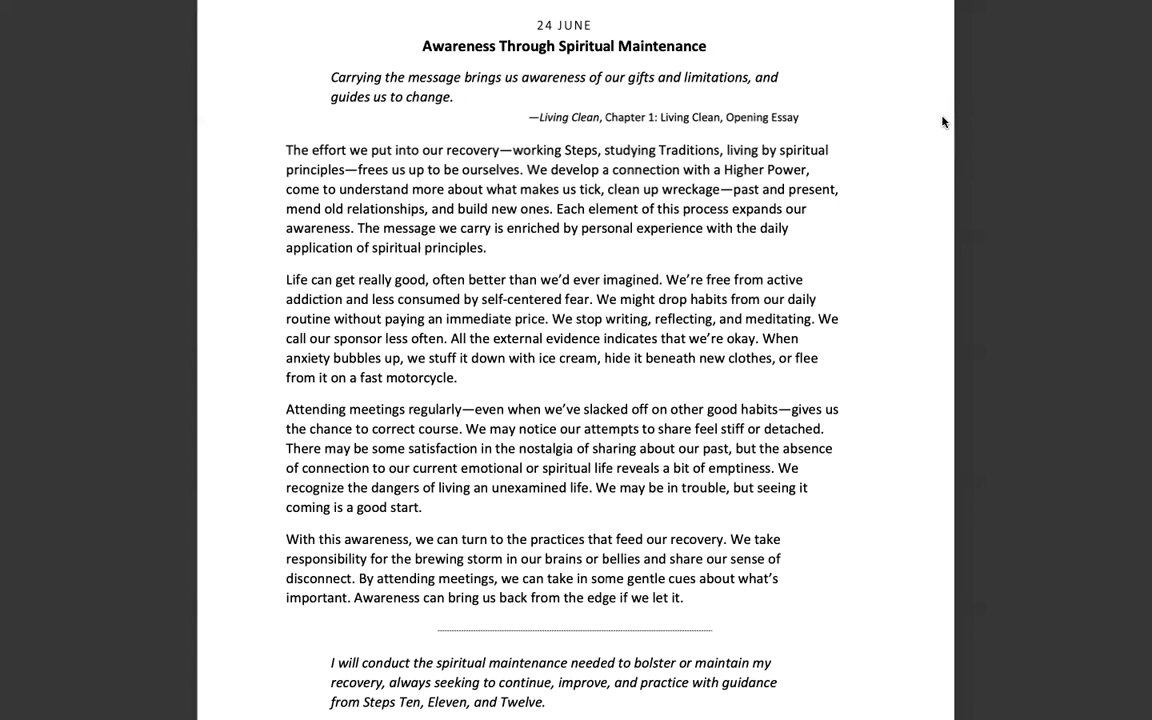 24 JUNE
Awareness Through Spiritual Maintenance
Carrying the message brings us awareness of our gifts and limitations, and
guides us to change.
—Living Clean, Chapter 1: Living Clean, Opening Essay
The effort we put into our recovery—working Steps, studying Traditions, living by spiritual
principles—frees us up to be ourselves. We develop a connection with a Higher Power,
come to understand more about what makes us tick, clean up wreckage—past and present,
mend old relationships, and build new ones. Each element of this process expands our
awareness. The message we carry is enriched by personal experience with the daily
application of spiritual principles.
Life can get really good, often better than we’d ever imagined. We’re free from active
addiction and less consumed by self-centered fear. We might drop habits from our daily
routine without paying an immediate price. We stop writing, reflecting, and meditating. We
call our sponsor less often. All the external evidence indicates that we’re okay. When
anxiety bubbles up, we stuff it down with ice cream, hide it beneath new clothes, or flee
from it on a fast motorcycle.
Attending meetings regularly—even when we’ve slacked off on other good habits—gives us
the chance to correct course. We may notice our attempts to share feel stiff or detached.
There may be some satisfaction in the nostalgia of sharing about our past, but the absence
of connection to our current emotional or spiritual life reveals a bit of emptiness. We
recognize the dangers of living an unexamined life. We may be in trouble, but seeing it
coming is a good start.
With this awareness, we can turn to the practices that feed our recovery. We take
responsibility for the brewing storm in our brains or bellies and share our sense of
disconnect. By attending meetings, we can take in some gentle cues about what’s
important. Awareness can bring us back from the edge if we let it.
I will conduct the spiritual maintenance needed to bolster or maintain my
recovery, always seeking to continue, improve, and practice with guidance
from Steps Ten, Eleven, and Twelve.